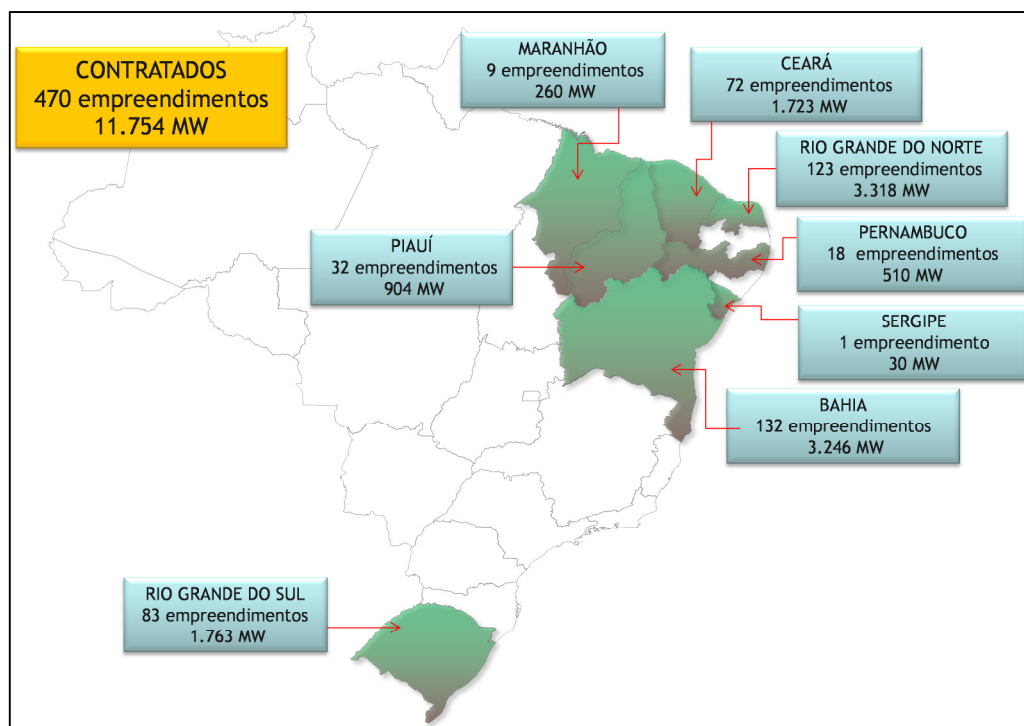 CONTRATADOS
470 empreendimentos
11.754 MW
MARANHÃO
9 empreendimentos
260 MW
CEARÁ
72 empreendimentos
1.723 MW
RIO GRANDE DO NORTE
123 empreendimentos
3.318 MW
PERNAMBUCO
18 empreendimentos
510 MW
PIAUÍ
32 empreendimentos
904 MW
SERGIPE
1 empreendimento
30 MW
BAHIA
132 empreendimentos
3.246 MW
RIO GRANDE DO SUL
83 empreendimentos
1.763 MW